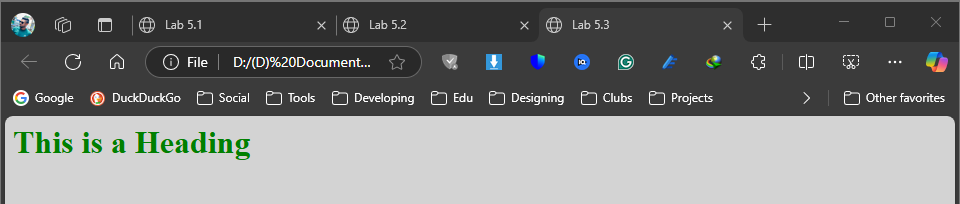 Lab 5.1
Lab 5.2
Lab 5.3
File
D:/(D)%20Document...
Google
DuckDuckGo
Social
Tools
Developing
Edu
Designing
Clubs
Projects
Other favorites
This is a Heading